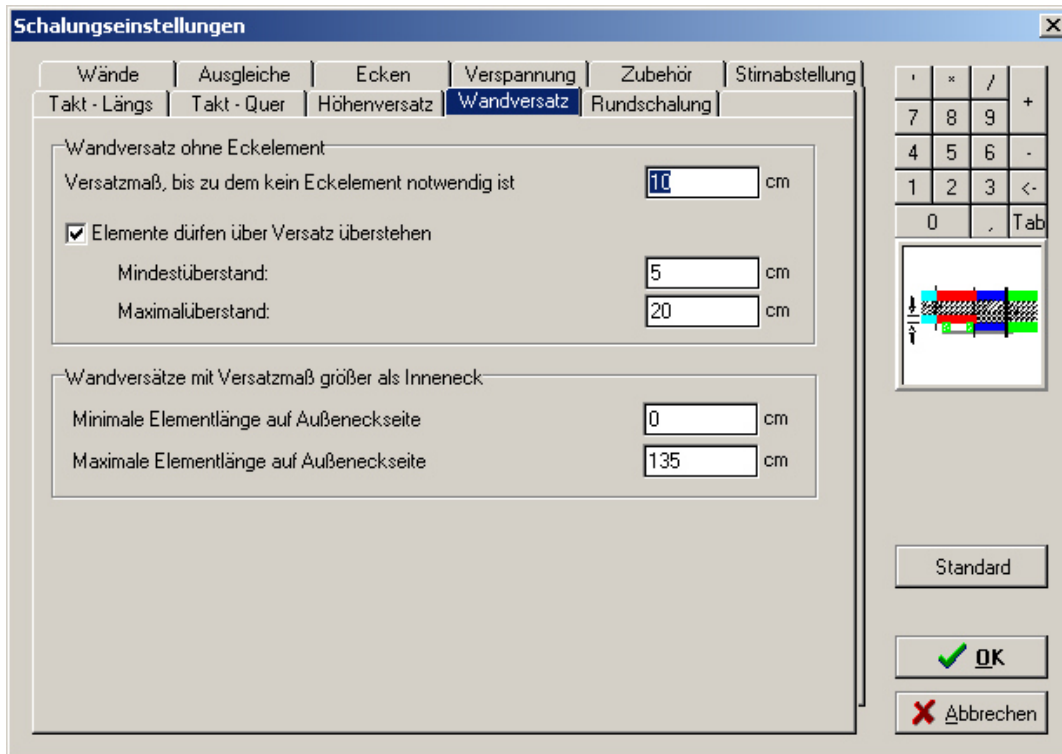 Schalungseinstellungen
Wände Ausgleiche Ecken Verspannung Zubehör Stirnabstellung
Takt - Längs Takt - Quer Höhenversatz Wandversatz Rundschalung
Wandversatz ohne Eckelement
Versatzmaß, bis zu dem kein Eckelement notwendig ist 10 cm
Elemente dürfen über Versatz überstehen
Mindestüberstand: 5 cm
Maximalüberstand: 20 cm
Wandversätze mit Versatzmaß größer als Inneneck
Minimale Elementlänge auf Außeneckseite 0 cm
Maximale Elementlänge auf Außeneckseite 135 cm
' * / +
7 8 9
4 5 6 -
1 2 3 <-
0 , Tab
Standard
OK
Abbrechen